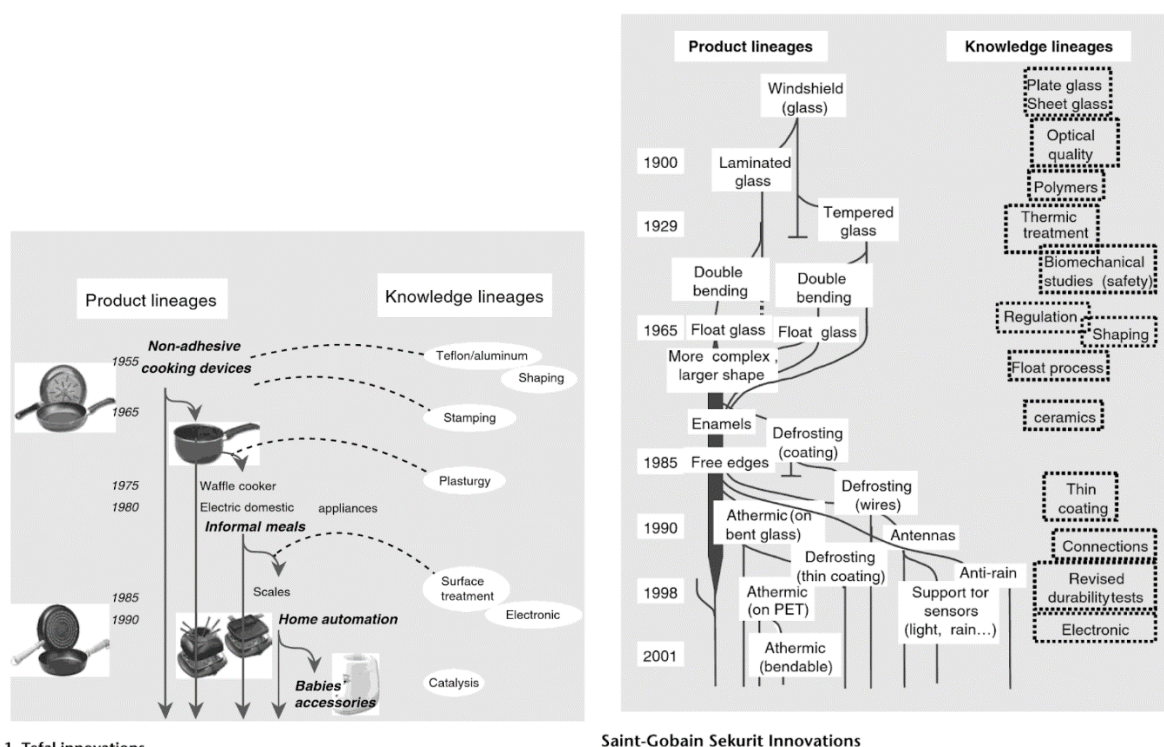 Product lineages
Knowledge lineages
Non-adhesive
cooking devices
1955
Teflon/aluminum
Shaping
1965
Stamping
Plasturgy
1975
Waffle cooker
1980
Electric domestic appliances
Informal meals
Surface
treatment
1985
Scales
Electronic
1990
Home automation
Babies'
accessories
Catalysis
Product lineages
Knowledge lineages
Windshield
(glass)
Plate glass
Sheet glass
Optical
quality
1900
Laminated
glass
Polymers
1929
Tempered
glass
Thermic
treatment
Biomechanical
studies (safety)
Double
bending
Double
bending
Regulation
1965
Float glass
Float glass
Shaping
More complex,
larger shape
Float process
Enamels
ceramics
Defrosting
(coating)
1985
Free edges
Thin
coating
Defrosting
(wires)
1990
Athermic (on
bent glass)
Antennas
Connections
Defrosting
(thin coating)
Anti-rain
Revised
durabilitytests
1998
Athermic
(on PET)
Support for
sensors
(light, rain...)
Electronic
2001
Athermic
(bendable)
Saint-Gobain Sekurit Innovations